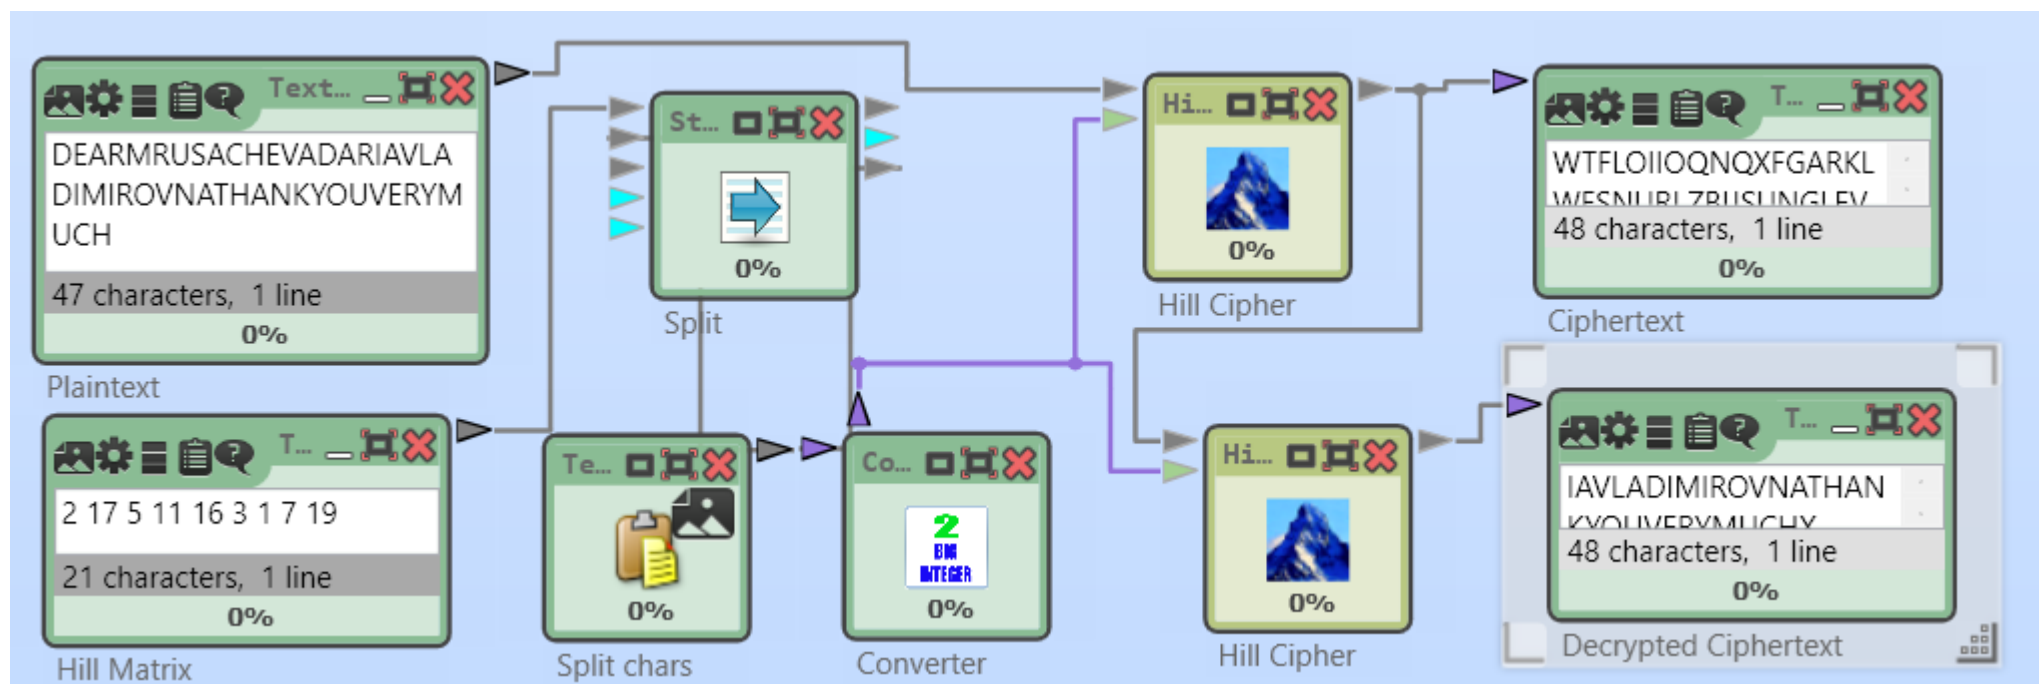 Text...
DEARMRUSACHEVADARIAVLA
DIMIROVNATHANKYOUVERYM
UCH
47 characters, 1 line
0%
Plaintext
St...
0%
Split
Hi...
0%
Hill Cipher
T...
WTFLOIIOQNQXFGARKL
WESNURLZBUSUNGLEV
48 characters, 1 line
0%
Ciphertext
T...
2 17 5 11 16 3 1 7 19
21 characters, 1 line
0%
Hill Matrix
Te...
0%
Split chars
Co...
2
BIG
INTEGER
0%
Converter
Hi...
0%
Hill Cipher
T...
IAVLADIMIROVNATHAN
KYOUVERYMUCHY
48 characters, 1 line
0%
Decrypted Ciphertext